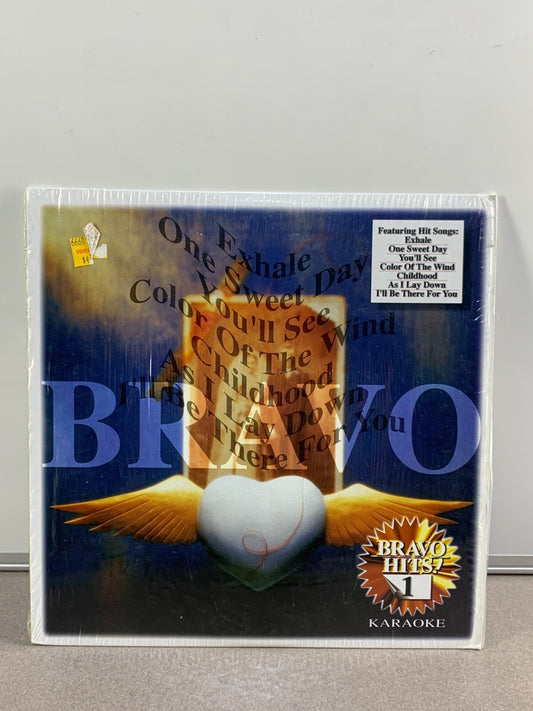 Featuring Hit Songs:
Exhale
One Sweet Day
You'll See
Color Of The Wind
Childhood
As I Lay Down
I'll Be There For You
Exhale
One Sweet Day
You'll See
Color Of The Wind
Childhood
As I Lay Down
I'll Be There For You
BRAVO
BRAVO
HITS!
1
KARAOKE